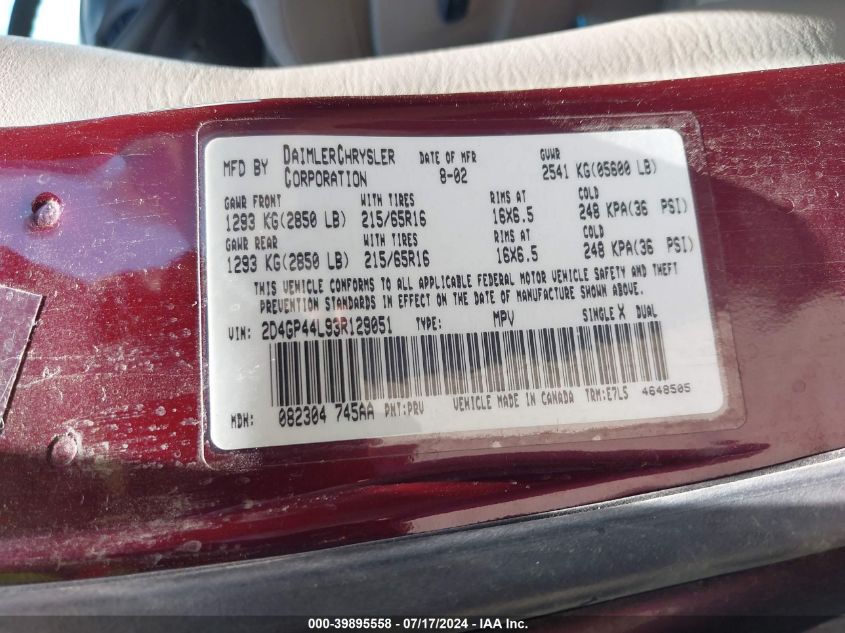 MFD BY DAIMLERCHRYSLER CORPORATION DATE OF MFR 8-02 GVWR 2541 KG(05600 LB)
GAWR FRONT WITH TIRES RIMS AT COLD
1293 KG(2850 LB) 215/65R16 16X6.5 248 KPA(36 PSI)
GAWR REAR WITH TIRES RIMS AT COLD
1293 KG(2850 LB) 215/65R16 16X6.5 248 KPA(36 PSI)
THIS VEHICLE CONFORMS TO ALL APPLICABLE FEDERAL MOTOR VEHICLE SAFETY AND THEFT
PREVENTION STANDARDS IN EFFECT ON THE DATE OF MANUFACTURE SHOWN ABOVE.
VIN: 2D4GP44L93R129051 TYPE: MPV SINGLE X DUAL
MDH: 082304 745AA PNT:PRV VEHICLE MADE IN CANADA TRM:E7L5 4648505
000-39895558 - 07/17/2024 - IAA Inc.